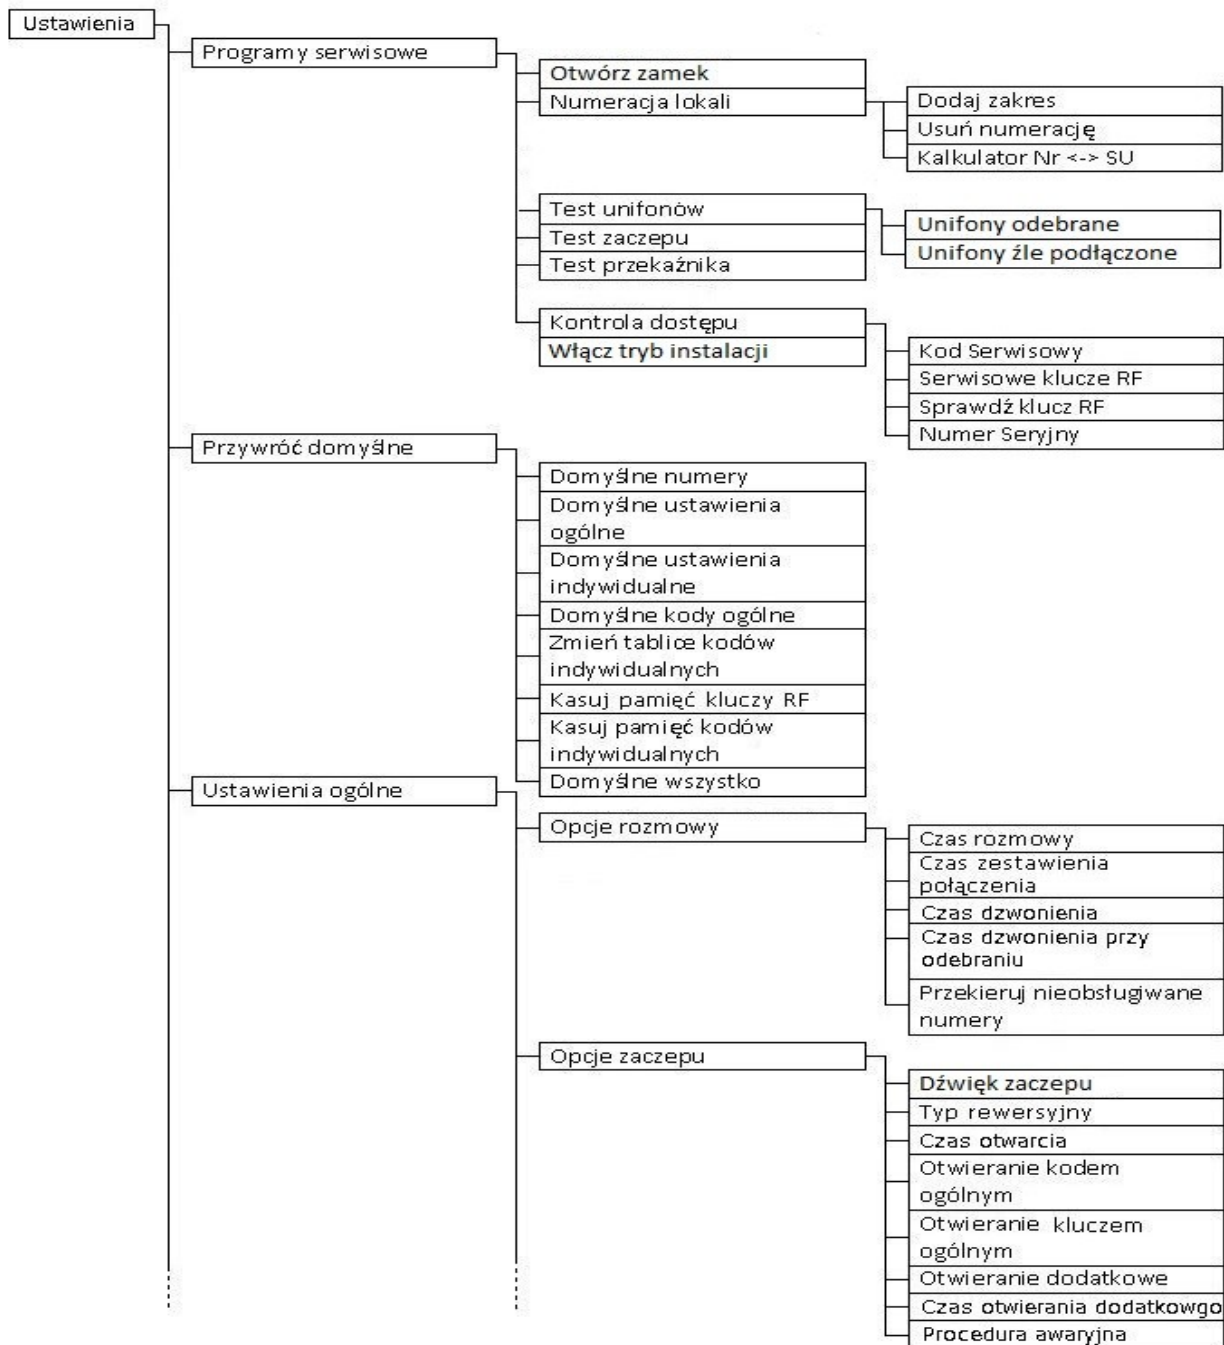 Ustawienia
Programy serwisowe
Otwórz zamek
Numeracja lokali
Dodaj zakres
Usuń numerację
Kalkulator Nr <-> SU
Test unifonów
Test zaczepu
Test przekaźnika
Unifony odebrane
Unifony źle podłączone
Kontrola dostępu
Włącz tryb instalacji
Kod Serwisowy
Serwisowe klucze RF
Sprawdź klucz RF
Numer Seryjny
Przywróć domyślne
Domyślne numery
Domyślne ustawienia
ogólne
Domyślne ustawienia
indywidualne
Domyślne kody ogólne
Zmień tablice kodów
indywidualnych
Kasuj pamięć kluczy RF
Kasuj pamięć kodów
indywidualnych
Domyślne wszystko
Ustawienia ogólne
Opcje rozmowy
Czas rozmowy
Czas zestawienia
połączenia
Czas dzwonienia
Czas dzwonienia przy
odebraniu
Przekieruj nieobsługiwane
numery
Opcje zaczepu
Dźwięk zaczepu
Typ rewersyjny
Czas otwarcia
Otwieranie kodem
ogólnym
Otwieranie kluczem
ogólnym
Otwieranie dodatkowe
Czas otwierania dodatkowgo
Procedura awaryjna